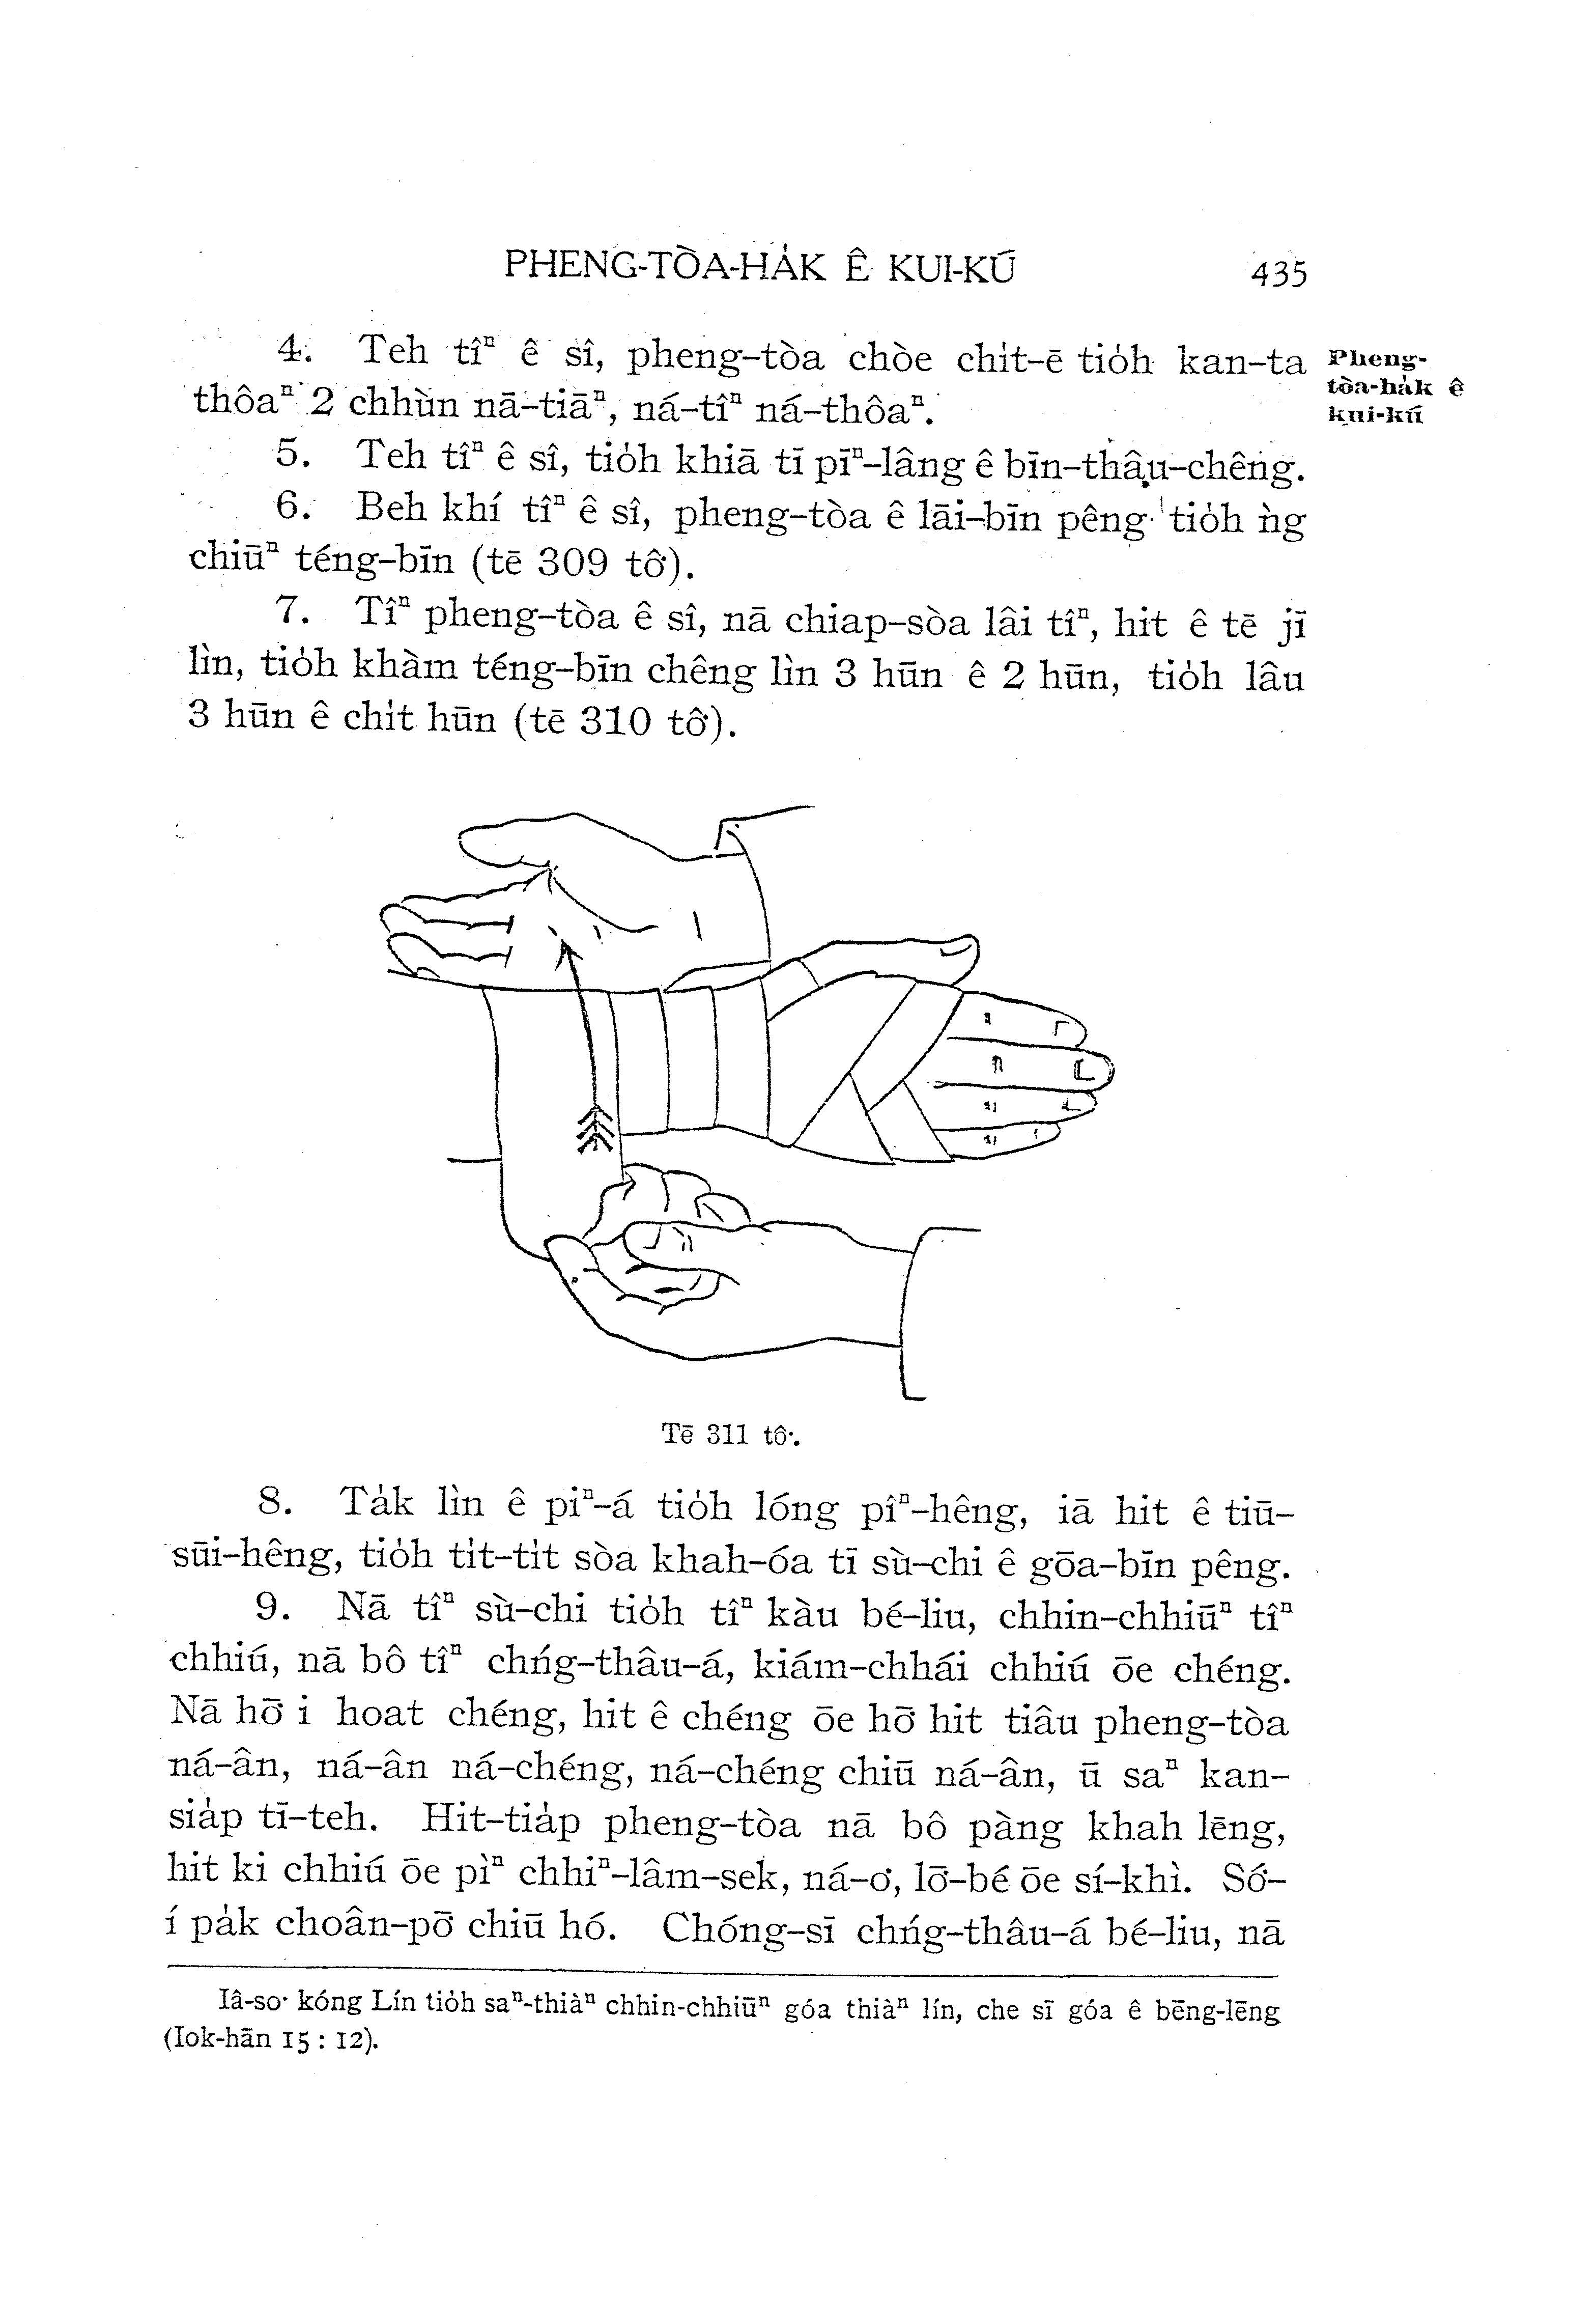 PHENG-TÒA-HA̍K Ê KUI-KÚ 435
4. Teh tîⁿ ê sî, pheng-tòa chòe chi̍t-ē tio̍h kan-ta
thôaⁿ 2 chhùn nā-tiāⁿ, ná-tîⁿ ná-thôaⁿ.
Pheng-
tòa-ha̍k ê
kui-kú
5. Teh tîⁿ ê sî, tio̍h khiā tī pīⁿ-lâng ê bīn-thâu-chêng.
6. Beh khí tîⁿ ê sî, pheng-tòa ê lāi-bīn pêng tio̍h ǹg
chiūⁿ téng-bīn (tē 309 tô͘).
7. Tîⁿ pheng-tòa ê sî, nā chiap-sòa lâi tîⁿ, hit ê tē jī
lìn, tio̍h khàm téng-bīn chêng lìn 3 hūn ê 2 hūn, tio̍h lâu
3 hūn ê chi̍t hūn (tē 310 tô͘).
Tē 311 tô͘.
8. Ta̍k lìn ê piⁿ-á tio̍h lóng pîⁿ-hêng, iā hit ê tiū-
sūi-hêng, tio̍h ti̍t-ti̍t sòa khah-óa tī sù-chi ê gōa-bīn pêng.
9. Nā tîⁿ sù-chi tio̍h tîⁿ kàu bé-liu, chhin-chhiūⁿ tîⁿ
chhiú, nā bô tîⁿ chńg-thâu-á, kiám-chhái chhiú ōe chéng.
Nā hō͘ i hoat chéng, hit ê chéng ōe hō͘ hit tiâu pheng-tòa
ná-ân, ná-ân ná-chéng, ná-chéng chiū ná-ân, ū saⁿ kan-
sia̍p tī-teh. Hit-tia̍p pheng-tòa nā bô pàng khah lēng,
hit ki chhiú ōe pìⁿ chhiⁿ-lâm-sek, ná-o͘, lō͘-bé ōe sí-khì. Só͘-
í pa̍k choân-pō͘ chiū hó. Chóng-sī chńg-thâu-á bé-liu, nā
Iâ-so͘ kóng Lín tio̍h saⁿ-thiàⁿ chhin-chhiūⁿ góa thiàⁿ lín, che sī góa ê bēng-lēng
(Iok-hān 15 : 12).